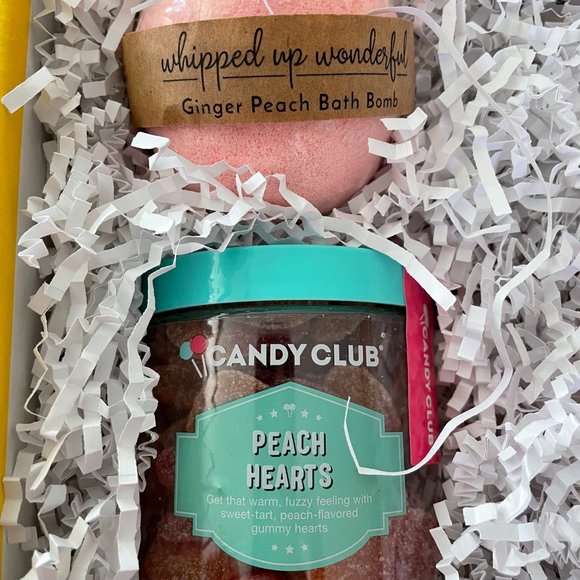 whipped up wonderful
Ginger Peach Bath Bomb
CANDY CLUB®
PEACH
HEARTS
Get that warm, fuzzy feeling with
sweet-tart, peach-flavored
gummy hearts
CANDY CLUB